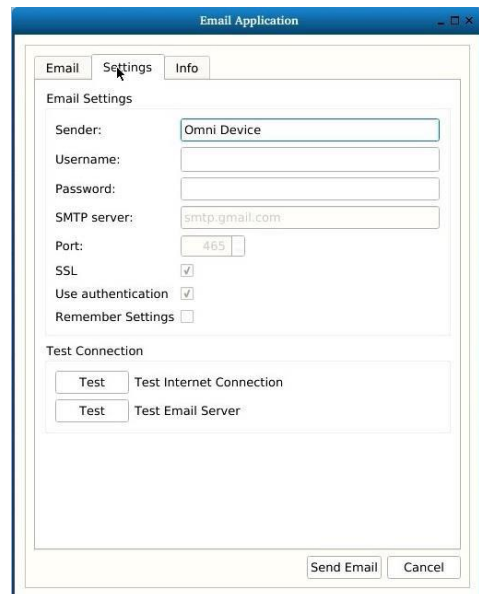 Email Application
Email Settings Info
Email Settings
Sender: Omni Device
Username:
Password:
SMTP server: smtp.gmail.com
Port: 465
SSL
Use authentication
Remember Settings
Test Connection
Test Test Internet Connection
Test Test Email Server
Send Email Cancel